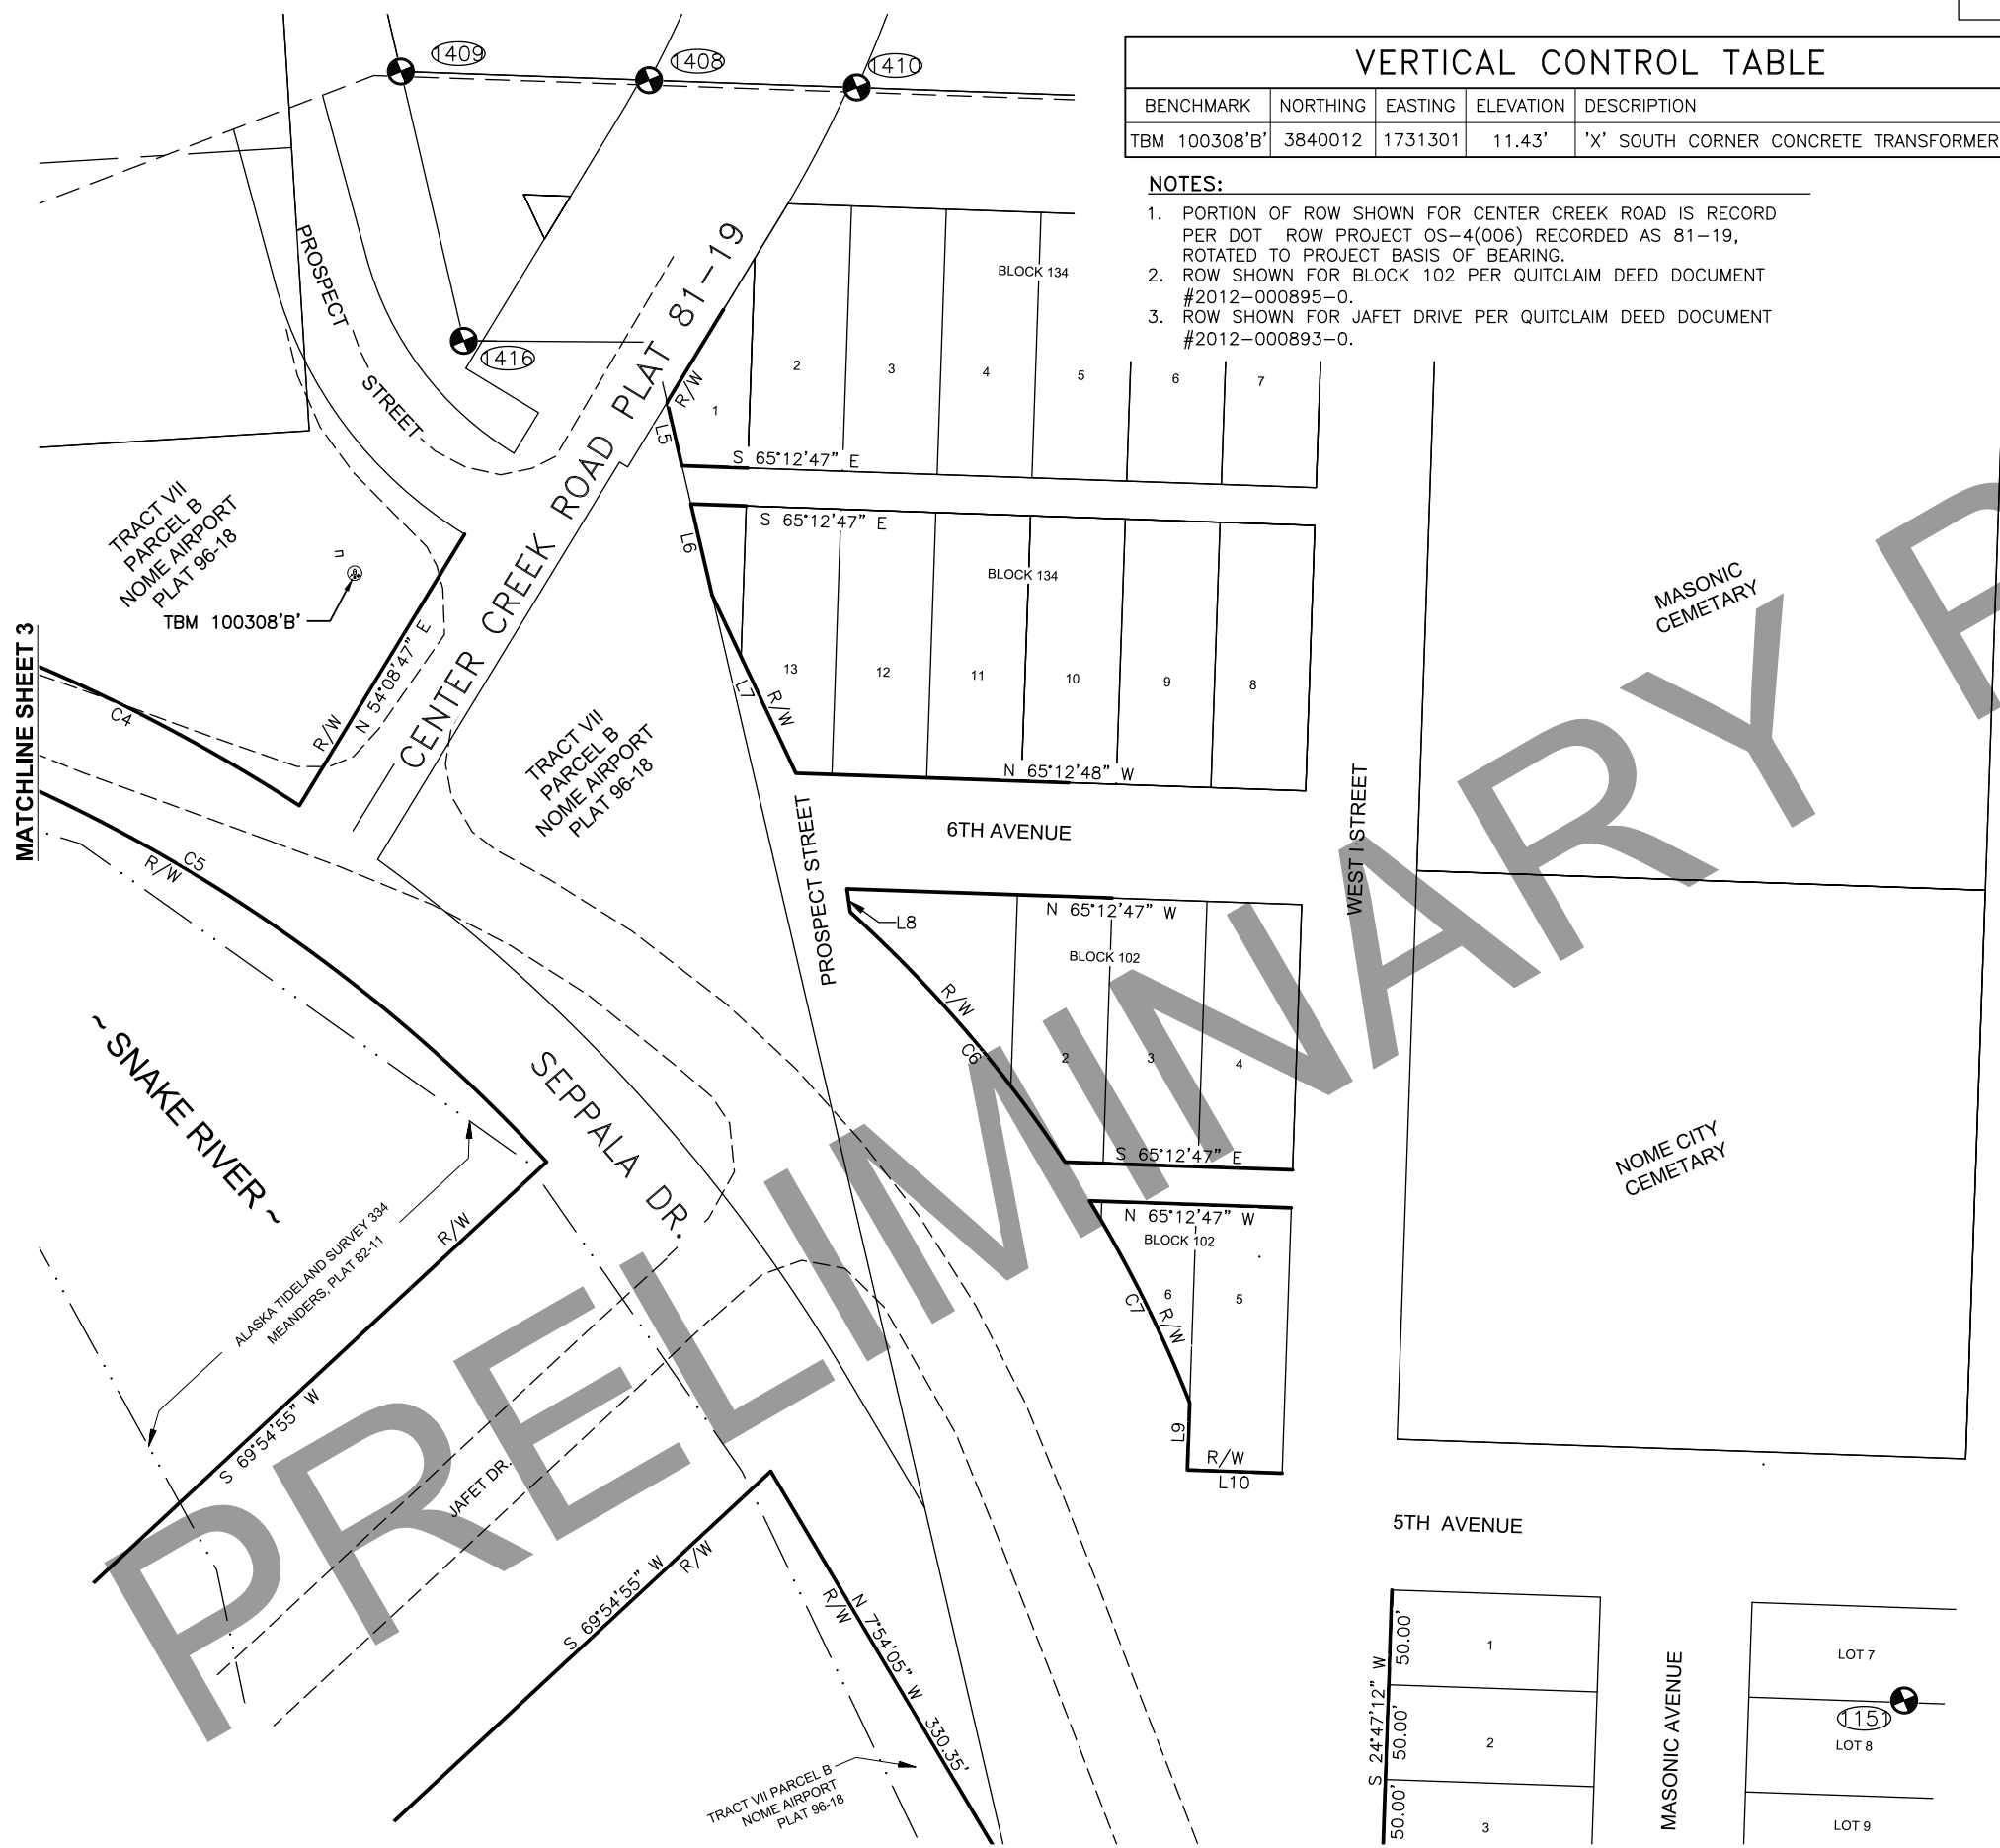 1409
1408
1410
VERTICAL CONTROL TABLE
BENCHMARK NORTHING EASTING ELEVATION DESCRIPTION
TBM 100308'B' 3840012 1731301 11.43' 'X' SOUTH CORNER CONCRETE TRANSFORMER
NOTES:
1. PORTION OF ROW SHOWN FOR CENTER CREEK ROAD IS RECORD
PER DOT ROW PROJECT OS-4(006) RECORDED AS 81-19,
ROTATED TO PROJECT BASIS OF BEARING.
2. ROW SHOWN FOR BLOCK 102 PER QUITCLAIM DEED DOCUMENT
#2012-000895-0.
3. ROW SHOWN FOR JAFET DRIVE PER QUITCLAIM DEED DOCUMENT
#2012-000893-0.
PROSPECT STREET
1416
CENTER CREEK ROAD PLAT 81-19
R/W
BLOCK 134
1
2
3
4
5
6
7
L5
S 65°12'47" E
S 65°12'47" E
L6
BLOCK 134
13
12
11
10
9
8
L7
R/W
N 65°12'48" W
TRACT VII
PARCEL B
NOME AIRPORT
PLAT 96-18
TBM 100308'B'
N 54°08'47" E
R/W
C4
MATCHLINE SHEET 3
TRACT VII
PARCEL B
NOME AIRPORT
PLAT 96-18
MASONIC
CEMETARY
C5
R/W
PROSPECT STREET
6TH AVENUE
WEST I STREET
N 65°12'47" W
L8
BLOCK 102
R/W
C6
2
3
4
S 65°12'47" E
~ SNAKE RIVER ~
SEPPALA DR.
NOME CITY
CEMETARY
N 65°12'47" W
BLOCK 102
6
5
C7
R/W
L9
R/W
L10
ALASKA TIDELAND SURVEY 334
MEANDERS, PLAT 82-11
R/W
S 69°54'55" W
JAFET DR.
S 69°54'55" W
R/W
R/W
N 7°54'05" W 330.35'
TRACT VII PARCEL B
NOME AIRPORT
PLAT 96-18
5TH AVENUE
S 24°47'12" W
50.00'
50.00'
50.00'
1
2
3
MASONIC AVENUE
LOT 7
1151
LOT 8
LOT 9
PRELIMINARY P